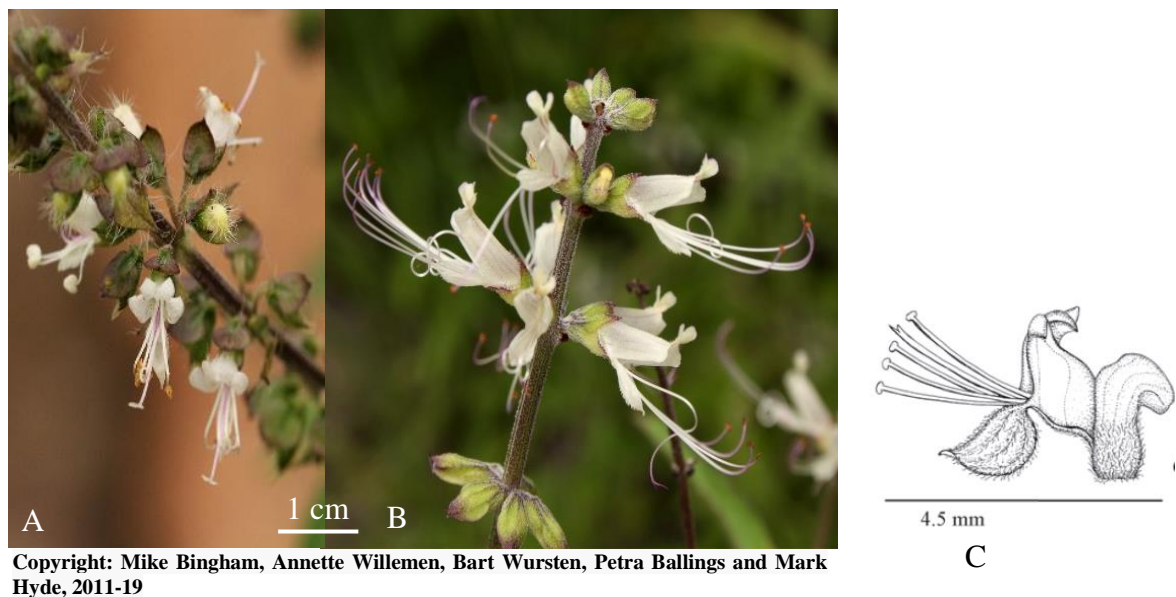 A
1 cm
B
4.5 mm
C
Copyright: Mike Bingham, Annette Willemen, Bart Wursten, Petra Ballings and Mark
Hyde, 2011-19